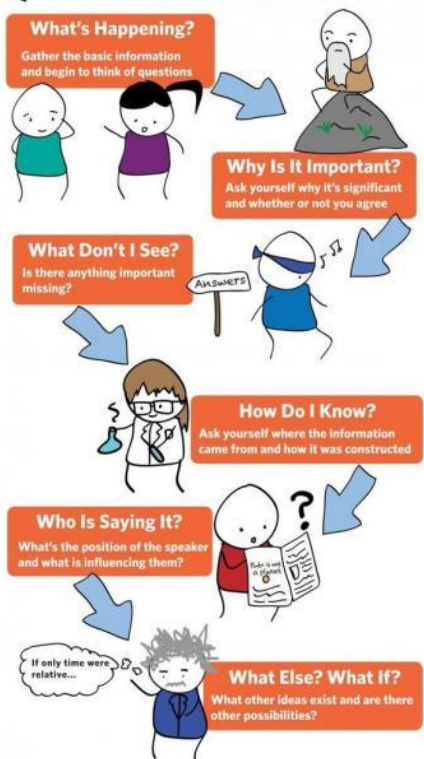 What's Happening?
Gather the basic information
and begin to think of questions
Why Is It Important?
Ask yourself why it's significant
and whether or not you agree
What Don't I See?
Is there anything important
missing?
Answers
How Do I Know?
Ask yourself where the information
came from and how it was constructed
Who Is Saying It?
What's the position of the speaker
and what is influencing them?
Pluto is not
a planet
If only time were
relative...
What Else? What If?
What other ideas exist and are there
other possibilities?